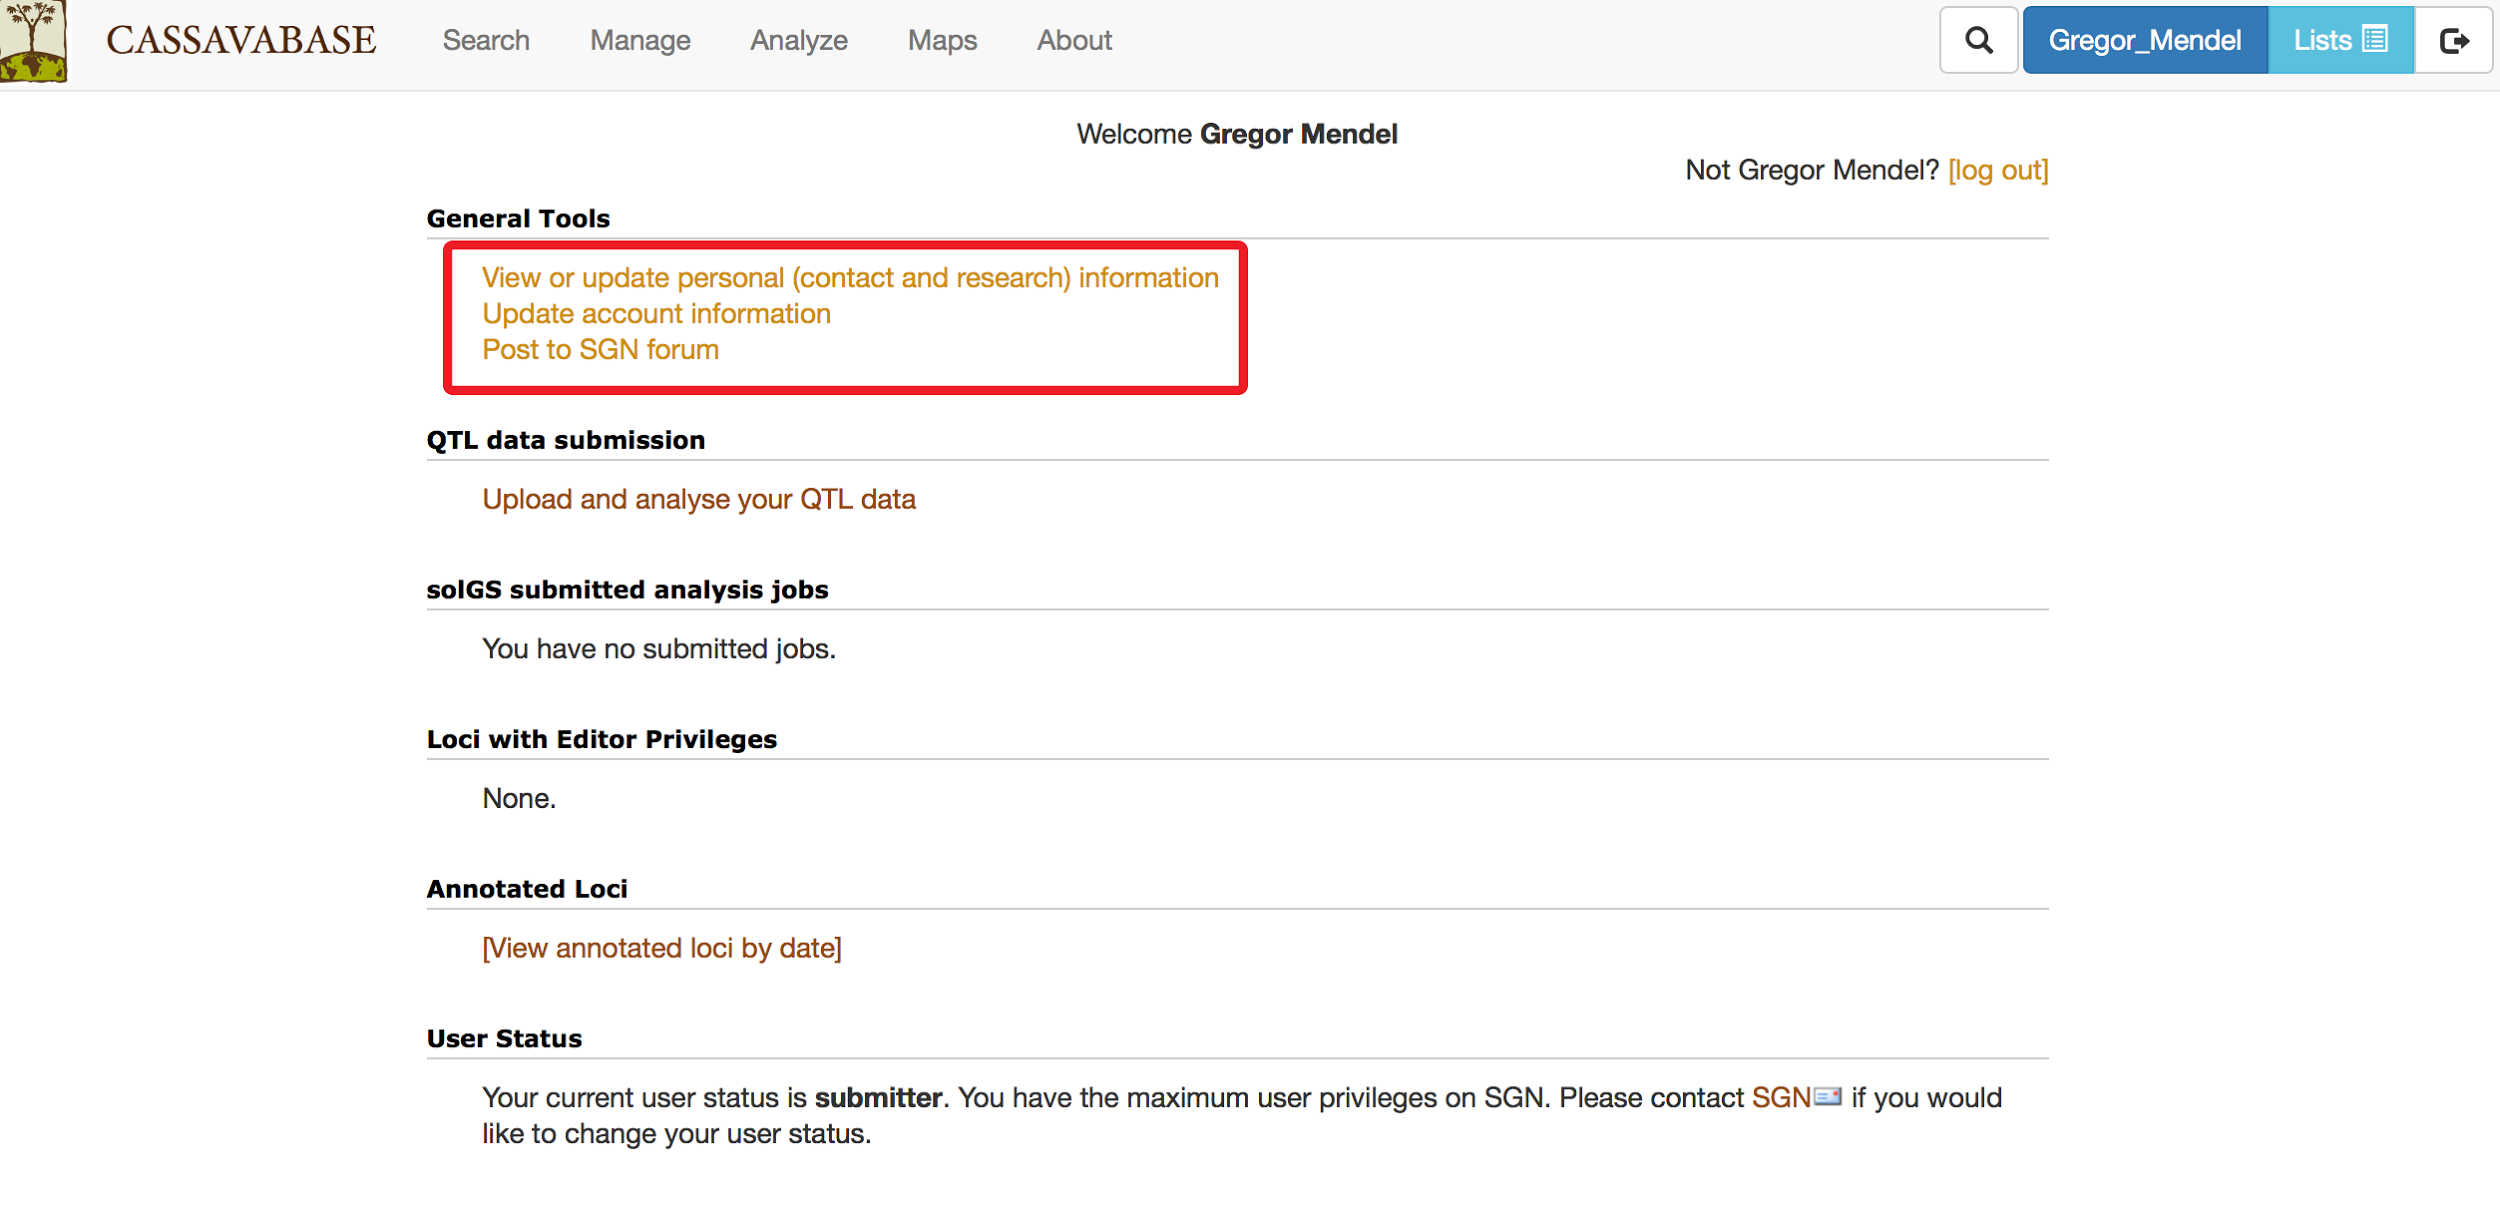 CASSAVABASE Search Manage Analyze Maps About Gregor_Mendel Lists
Welcome Gregor Mendel
Not Gregor Mendel? [log out]
General Tools
View or update personal (contact and research) information
Update account information
Post to SGN forum
QTL data submission
Upload and analyse your QTL data
solGS submitted analysis jobs
You have no submitted jobs.
Loci with Editor Privileges
None.
Annotated Loci
[View annotated loci by date]
User Status
Your current user status is submitter. You have the maximum user privileges on SGN. Please contact SGN if you would
like to change your user status.